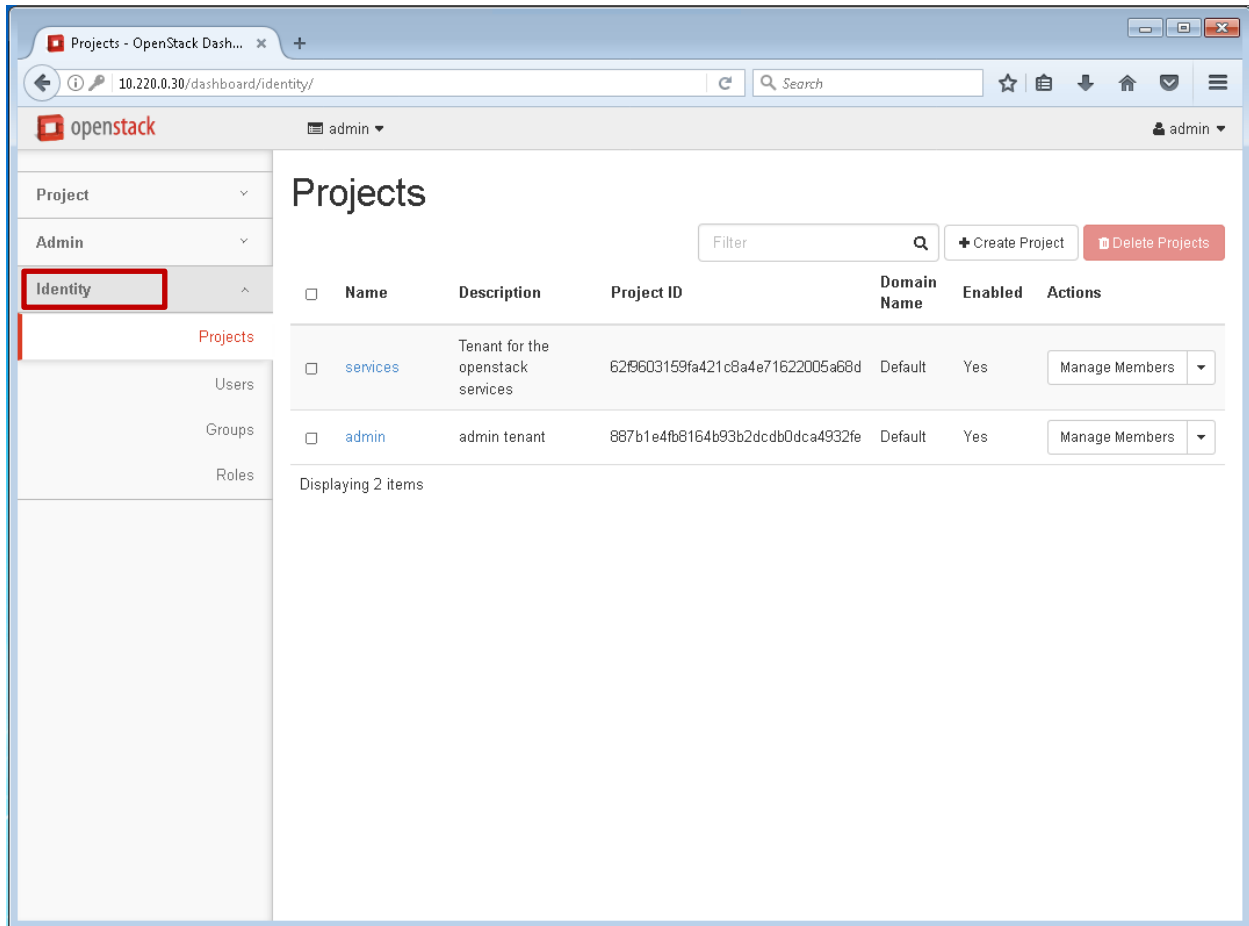 Projects - OpenStack Dash...
10.220.0.30/dashboard/identity/
Search
openstack
admin
admin
Project
Admin
Identity
Projects
Users
Groups
Roles
Projects
Filter
Create Project
Delete Projects
Name Description Project ID Domain Name Enabled Actions
services Tenant for the openstack services 62f9603159fa421c8a4e71622005a68d Default Yes Manage Members
admin admin tenant 887b1e4fb8164b93b2dcdb0dca4932fe Default Yes Manage Members
Displaying 2 items